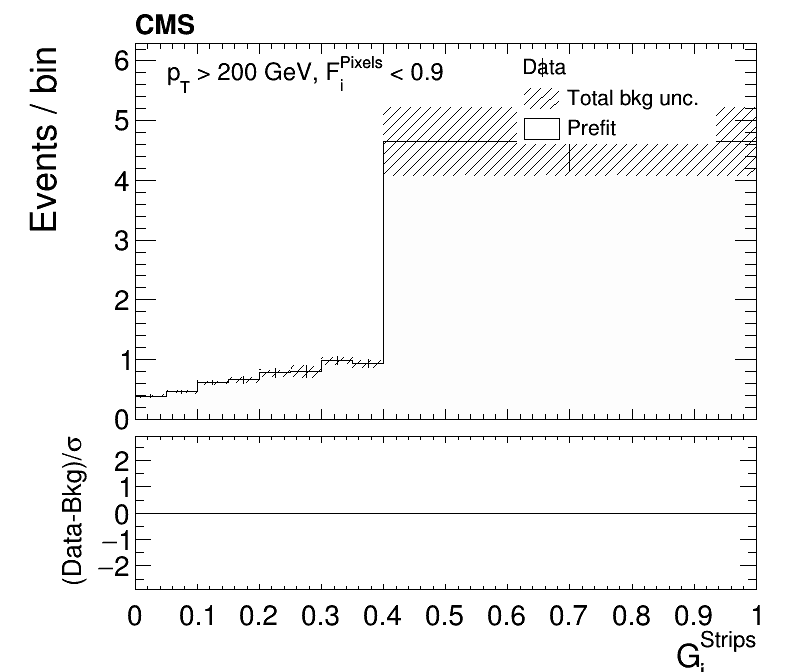 CMS
Events / bin
6
5
4
3
2
1
0
p_T > 200 GeV, F_i^Pixels < 0.9
Data
Total bkg unc.
Prefit
(Data-Bkg)/σ
2
1
0
−1
−2
0 0.1 0.2 0.3 0.4 0.5 0.6 0.7 0.8 0.9 1
G_i^Strips